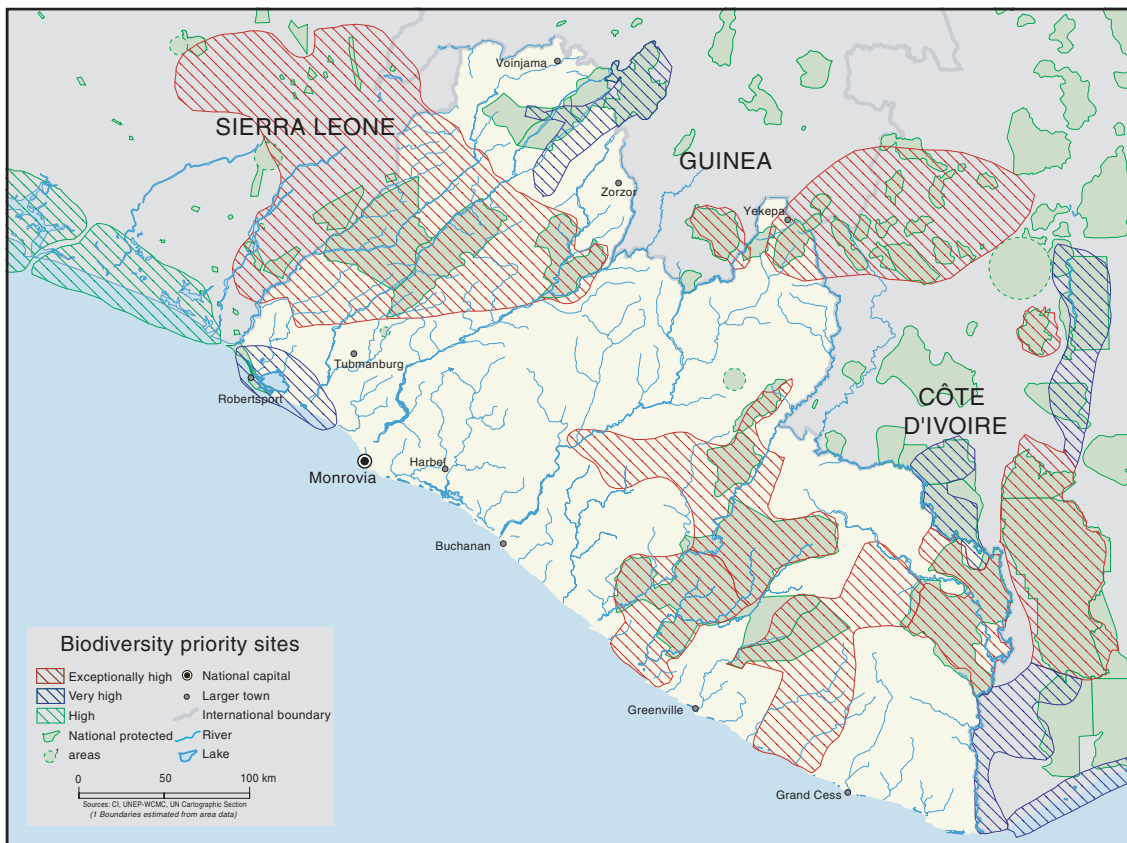 Voinjama
SIERRA LEONE
GUINEA
Zorzor
Yekepa
Tubmanburg
Robertsport
CÔTE
D'IVOIRE
Monrovia
Harbel
Buchanan
Greenville
Grand Cess
Biodiversity priority sites
Exceptionally high
National capital
Very high
Larger town
High
International boundary
National protected
River
1 areas
Lake
0 50 100 km
Sources: CI, UNEP-WCMC, UN Cartographic Section
(1 Boundaries estimated from area data)